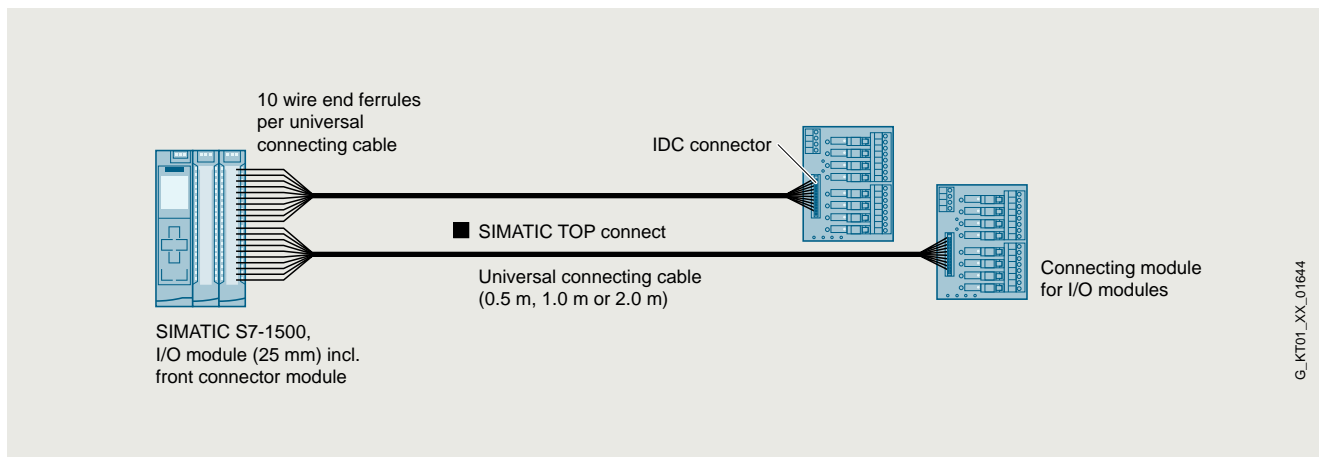 10 wire end ferrules
per universal
connecting cable
IDC connector
SIMATIC TOP connect
Universal connecting cable
(0.5 m, 1.0 m or 2.0 m)
Connecting module
for I/O modules
SIMATIC S7-1500,
I/O module (25 mm) incl.
front connector module
G_KT01_XX_01644